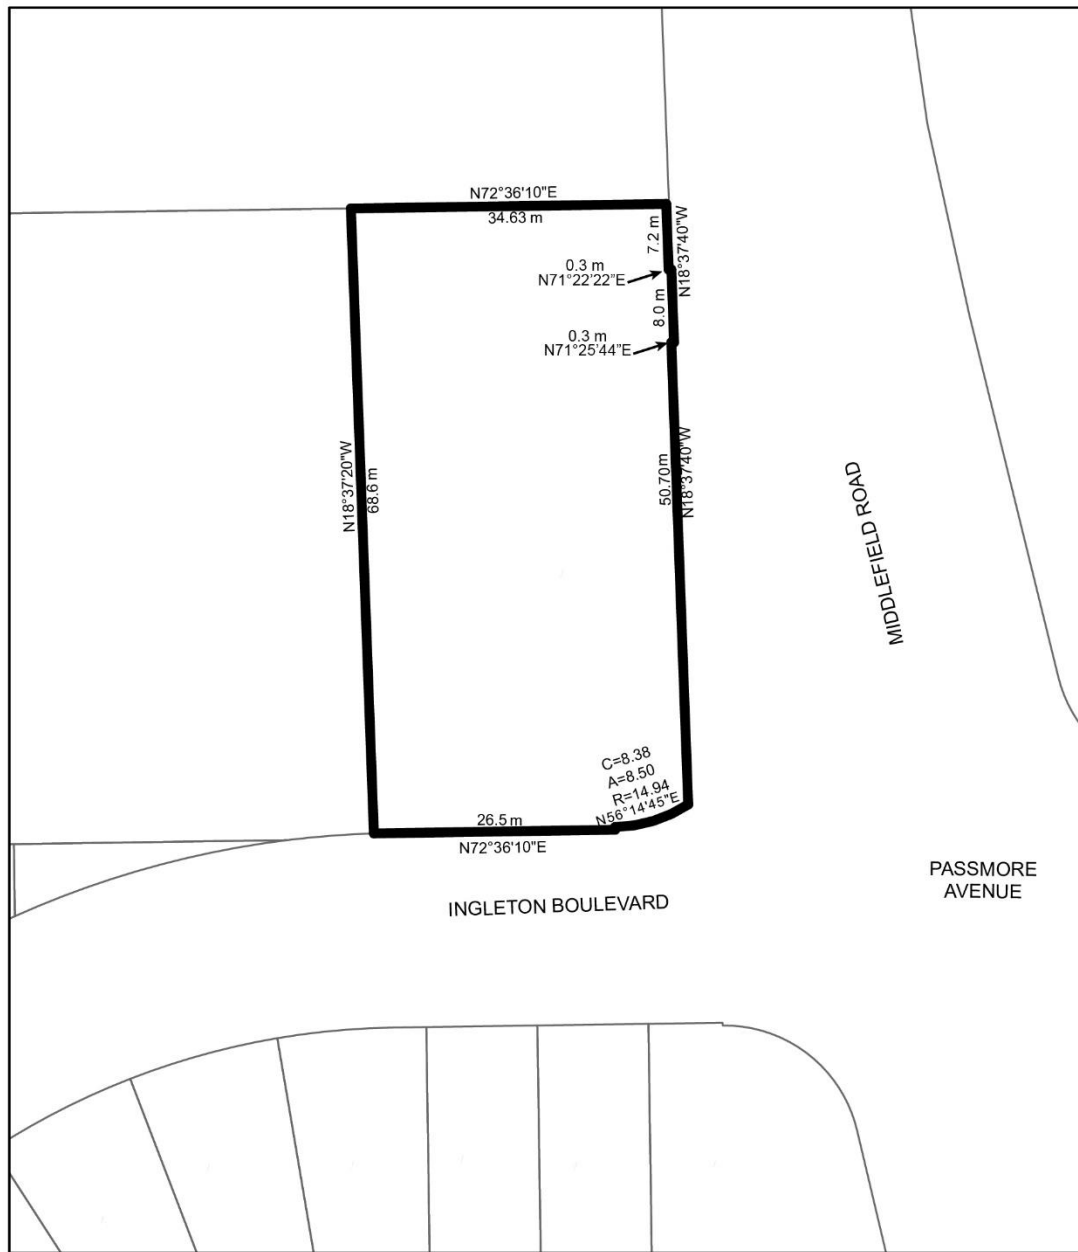 N72°36'10"E
34.63 m
7.2 m
N18°37'40"W
0.3 m
N71°22'22"E
8.0 m
0.3 m
N71°25'44"E
N18°37'20"W
68.6 m
50.70m
N18°37'40"W
MIDDLEFIELD ROAD
C=8.38
A=8.50
R=14.94
N56°14'45"E
26.5 m
N72°36'10"E
PASSMORE
AVENUE
INGLETON BOULEVARD